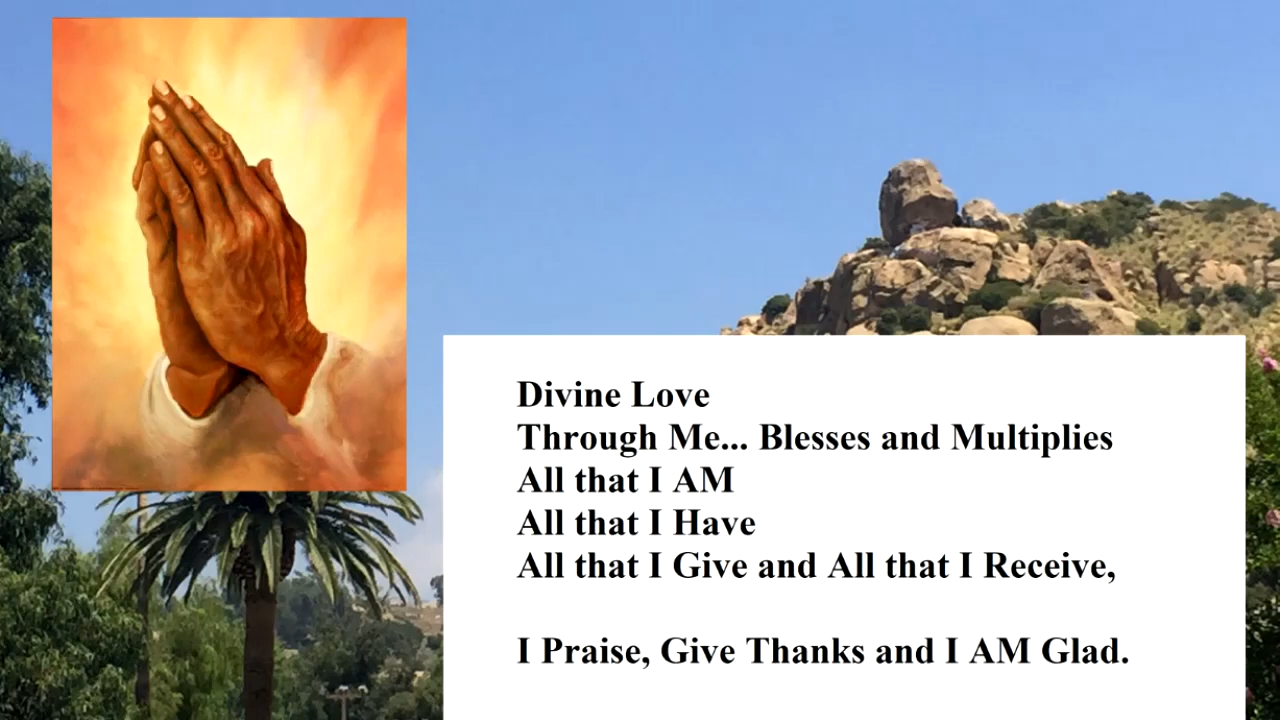 Divine Love
Through Me... Blesses and Multiplies
All that I AM
All that I Have
All that I Give and All that I Receive,
I Praise, Give Thanks and I AM Glad.